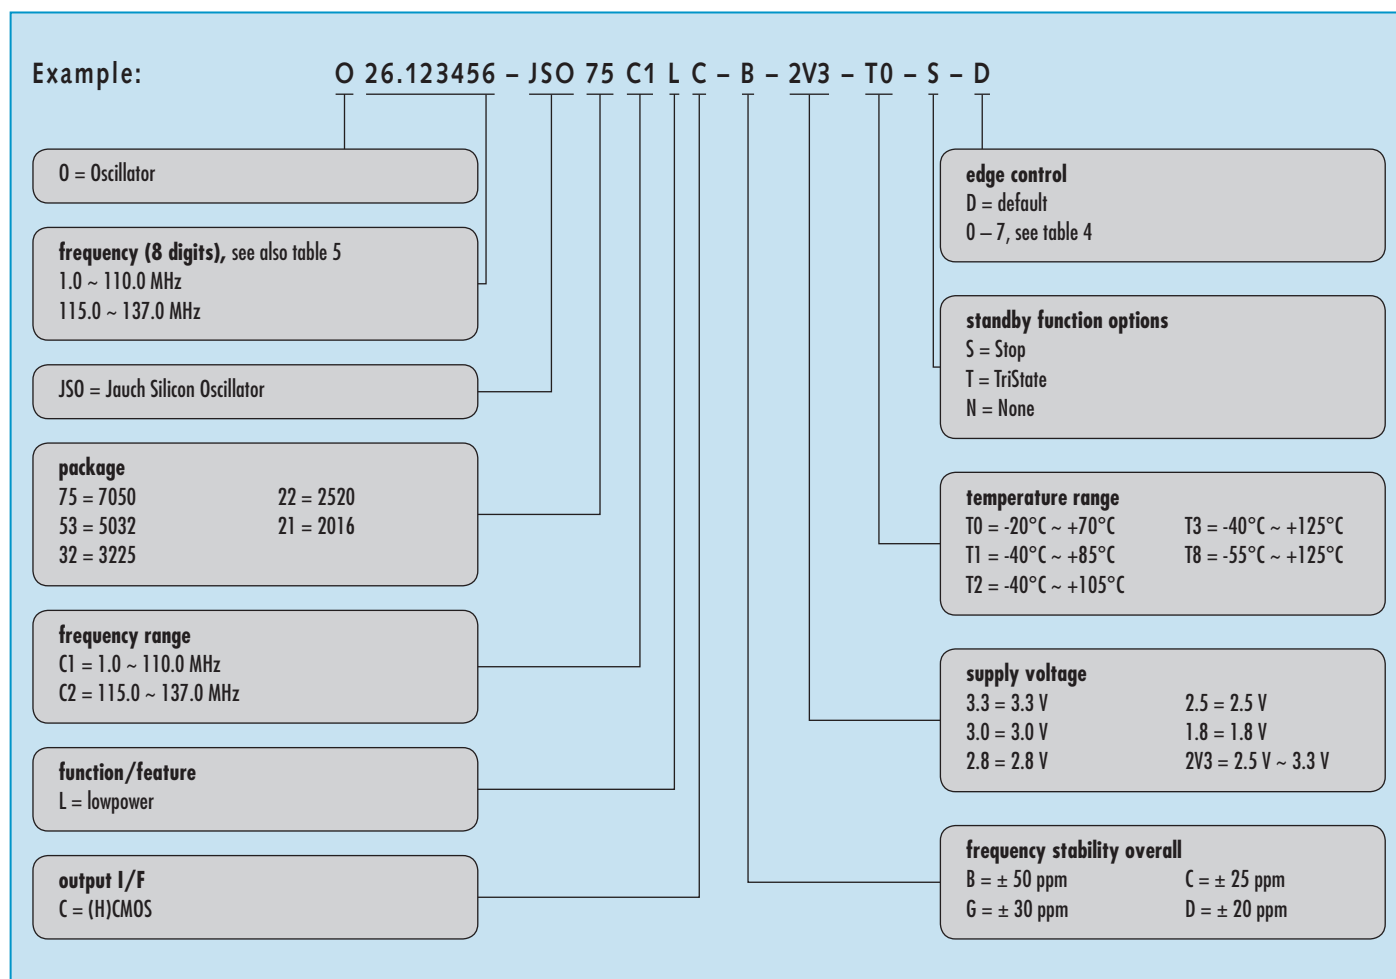 Example: O 26.123456 – JSO 75 C1 L C – B – 2V3 – T0 – S – D
O = Oscillator
frequency (8 digits), see also table 5
1.0 ~ 110.0 MHz
115.0 ~ 137.0 MHz
JSO = Jauch Silicon Oscillator
package
75 = 7050 22 = 2520
53 = 5032 21 = 2016
32 = 3225
frequency range
C1 = 1.0 ~ 110.0 MHz
C2 = 115.0 ~ 137.0 MHz
function/feature
L = lowpower
output I/F
C = (H)CMOS
edge control
D = default
0 – 7, see table 4
standby function options
S = Stop
T = TriState
N = None
temperature range
T0 = -20°C ~ +70°C T3 = -40°C ~ +125°C
T1 = -40°C ~ +85°C T8 = -55°C ~ +125°C
T2 = -40°C ~ +105°C
supply voltage
3.3 = 3.3 V 2.5 = 2.5 V
3.0 = 3.0 V 1.8 = 1.8 V
2.8 = 2.8 V 2V3 = 2.5 V ~ 3.3 V
frequency stability overall
B = ± 50 ppm C = ± 25 ppm
G = ± 30 ppm D = ± 20 ppm